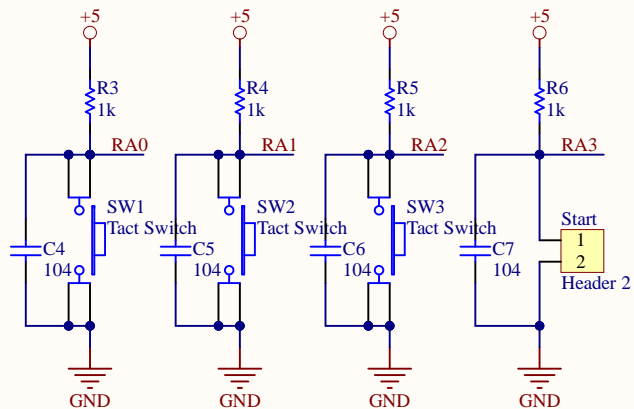 +5 +5 +5 +5
R3 R4 R5 R6
1k 1k 1k 1k
RA0 RA1 RA2 RA3
SW1 SW2 SW3 Start
Tact Switch Tact Switch Tact Switch 1
C4 C5 C6 C7 2
104 104 104 104 Header 2
GND GND GND GND